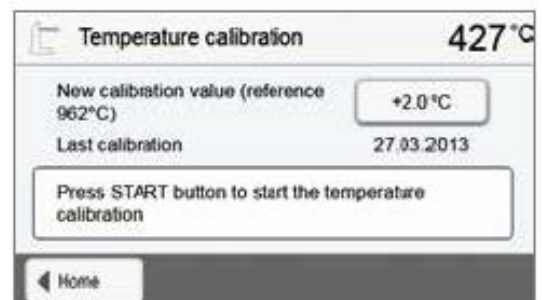 Temperature calibration 427°C
New calibration value (reference
962°C)
+2.0 °C
Last calibration 27.03.2013
Press START button to start the temperature
calibration
Home